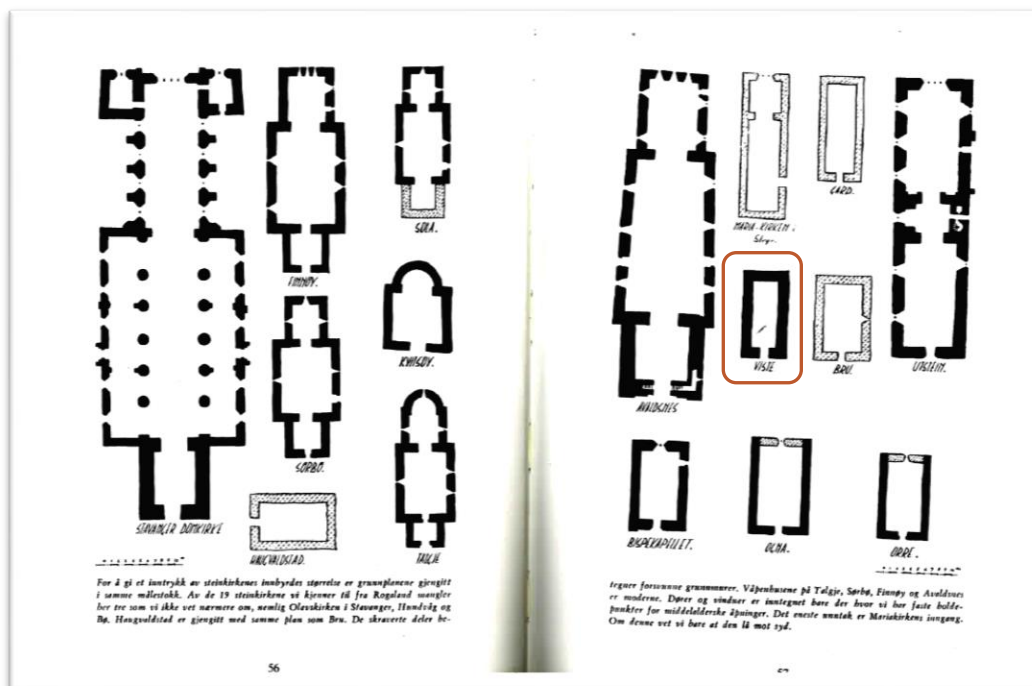 SOLA.
FINNØY.
KVITSØY.
SØRBØ.
STAVANGER DOMKIRKE
HAUGVALDSTAD.
TALGJE
For å gi et inntrykk av steinkirkenes innbyrdes størrelse er grunnplanene gjengitt
i samme målestokk. Av de 19 steinkirkene vi kjenner til fra Rogaland mangler
her tre som vi ikke vet nærmere om, nemlig Olavskirken i Stavanger, Hundvåg og
Bø. Haugvaldstad er gjengitt med samme plan som Bru. De skraverte deler be-
56
MARIA-KIRKEN.
GARD.
VISTE
BRU.
UTSTEIN.
AVALDSNES
BISPEKAPELLET.
OGNA.
ORRE.
tegner forsvunne grunnmurer. Våpenhusene på Talgje, Sørbø, Finnøy og Avaldsnes
er moderne. Dører og vinduer er inntegnet bare der hvor vi har faste holde-
punkter for middelalderske åpninger. Det eneste unntak er Mariakirkens inngang.
Om denne vet vi bare at den lå mot syd.